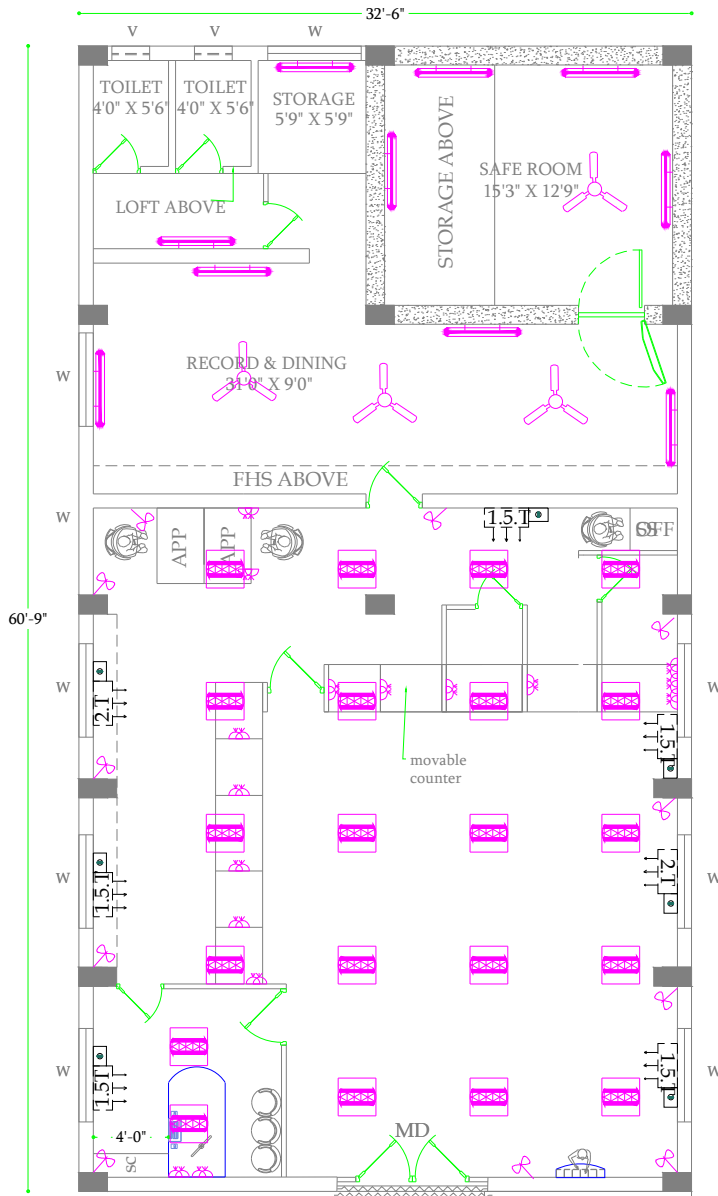 32'-6"
V
V
W
TOILET
4'0" X 5'6"
TOILET
4'0" X 5'6"
STORAGE
5'9" X 5'9"
STORAGE ABOVE
SAFE ROOM
15'3" X 12'9"
LOFT ABOVE
W
RECORD & DINING
31'0" X 9'0"
FHS ABOVE
W
APP
APP
1.5.T
60'-9"
W
2.T
W
1.5.T
movable
counter
W
1.5.T
2.T
W
W
1.5T
1.5.T
W
4'-0"
SC
MD